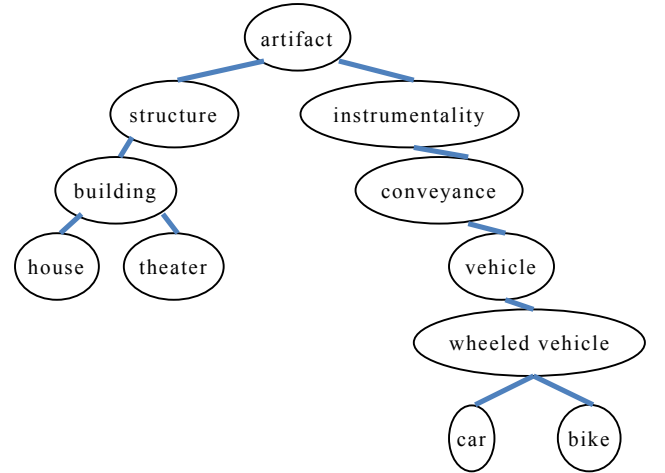 artifact
structure
instrumentality
building
conveyance
house
theater
vehicle
wheeled vehicle
car
bike